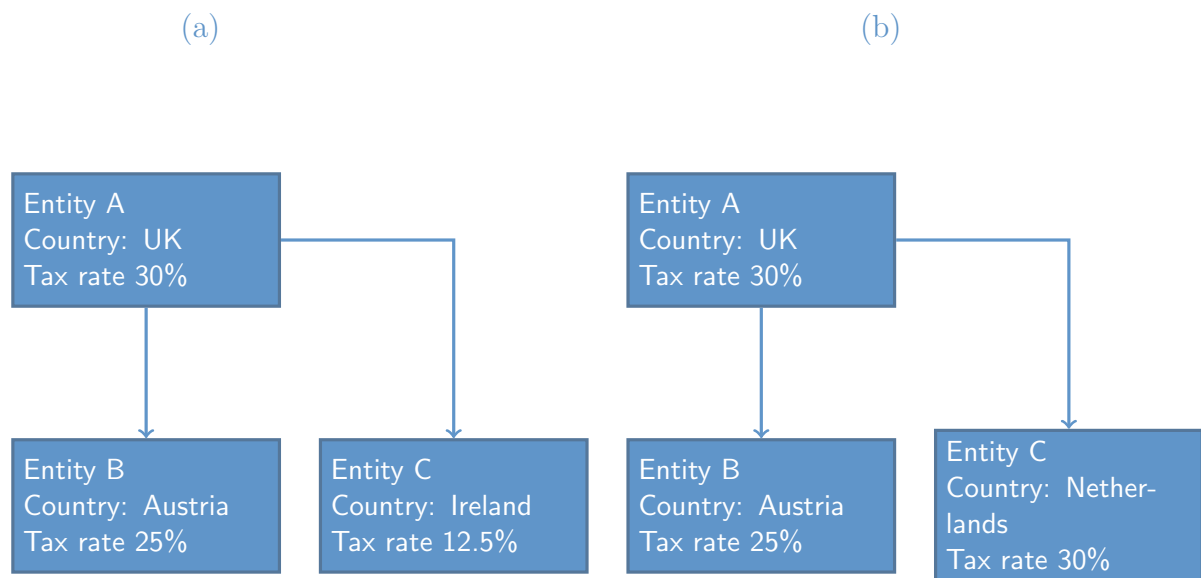 (a)
Entity A
Country: UK
Tax rate 30%
Entity B
Country: Austria
Tax rate 25%
Entity C
Country: Ireland
Tax rate 12.5%
(b)
Entity A
Country: UK
Tax rate 30%
Entity B
Country: Austria
Tax rate 25%
Entity C
Country: Nether-
lands
Tax rate 30%